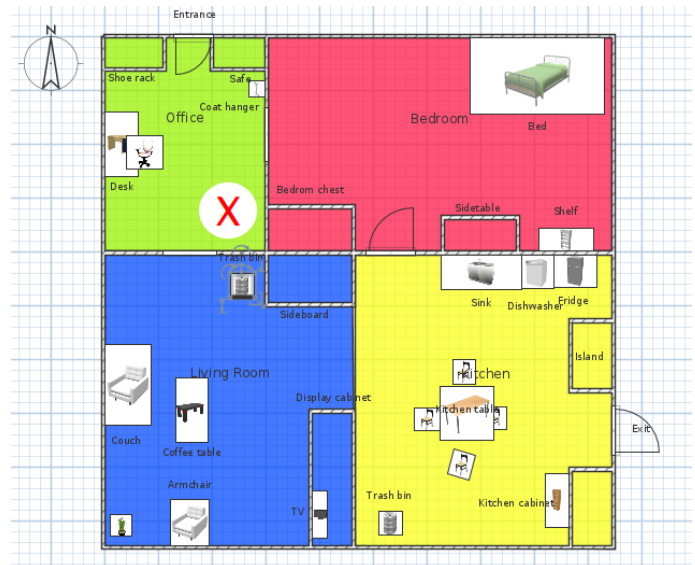 Entrance
N
Shoe rack
Safe
Coat hanger
Office
Bedroom
Bed
Desk
Bedrom chest
X
Sidetable
Shelf
Trash bin
Sink
Dishwasher
Fridge
Sideboard
Living Room
Kitchen
Island
Display cabinet
Kitchen table
Couch
Coffee table
Exit
Armchair
Trash bin
Kitchen cabinet
TV